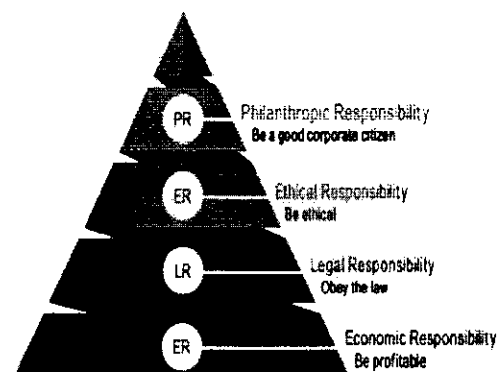 PR
Philanthropic Responsibility
Be a good corporate citizen
ER
Ethical Responsibility
Be ethical
LR
Legal Responsibility
Obey the law
ER
Economic Responsibility
Be profitable